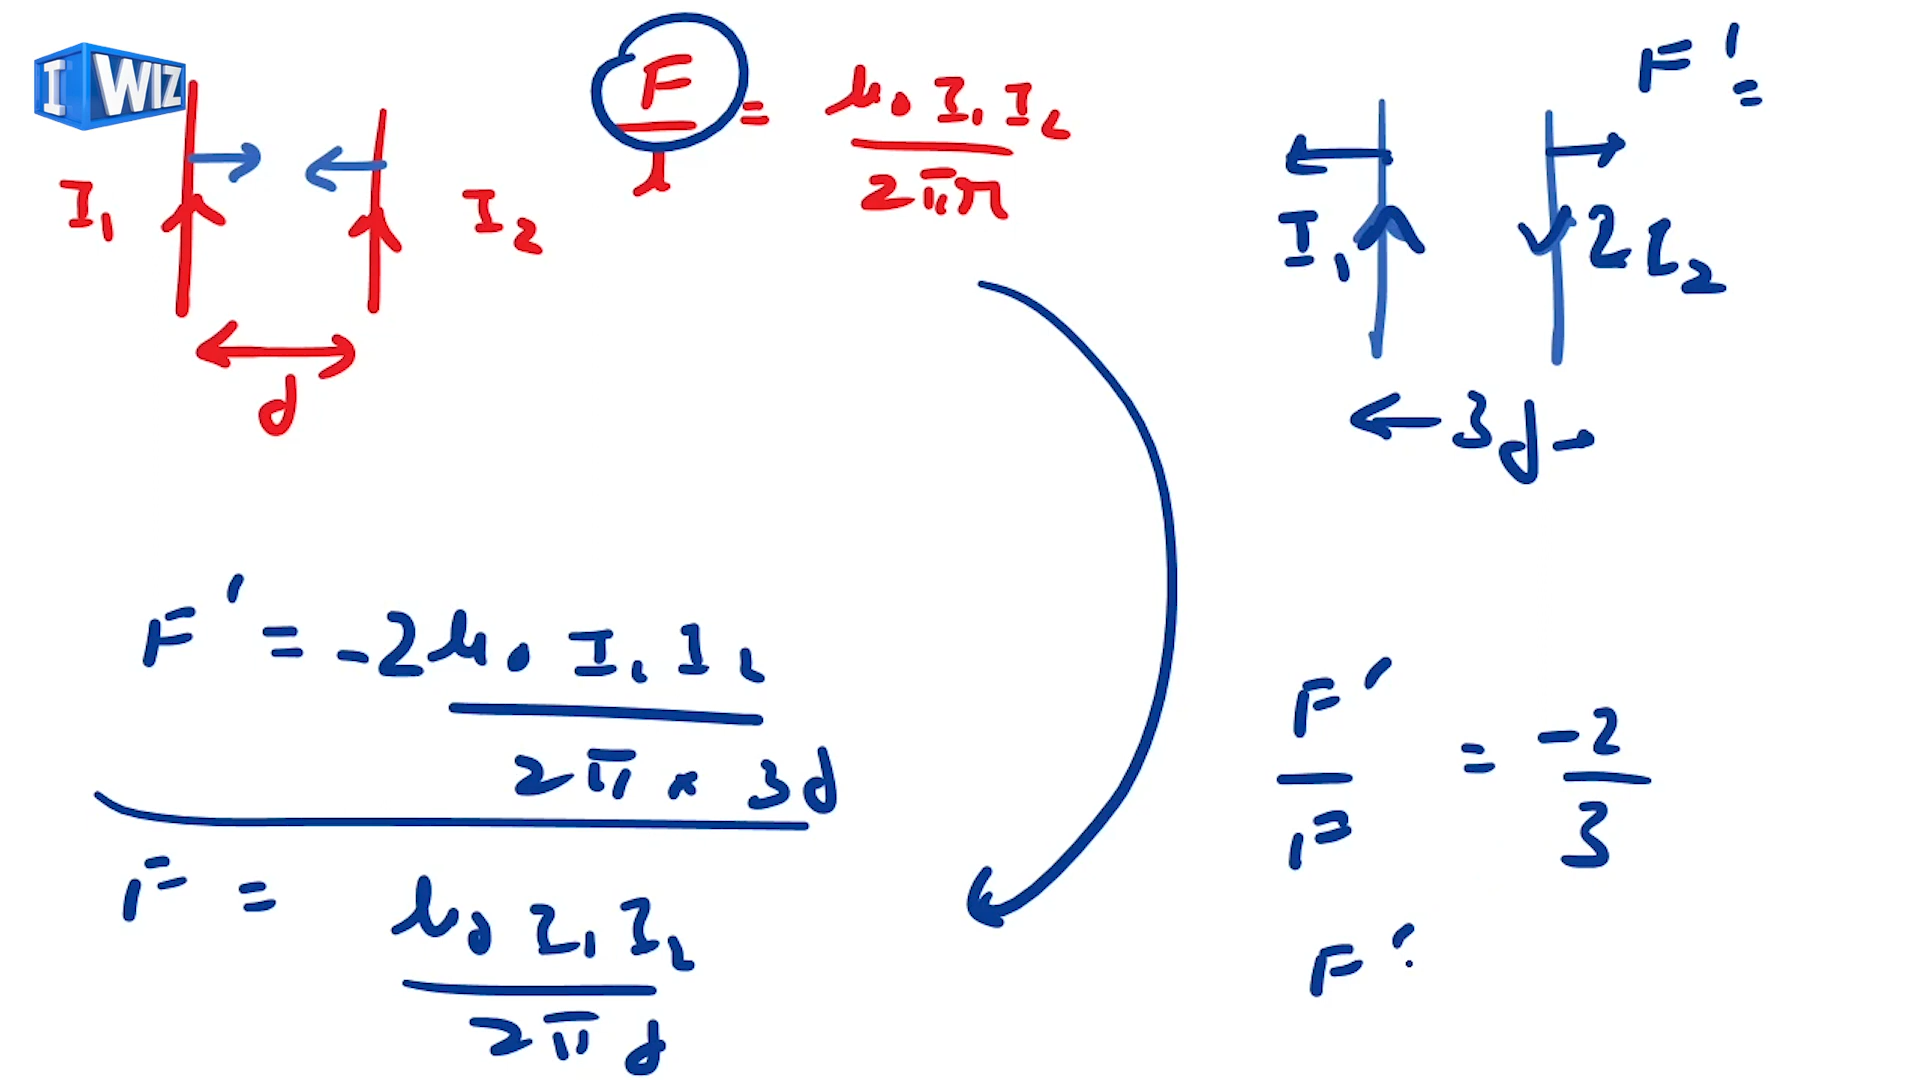 I WIZ
F/l = μ₀ I₁ I₂ / 2πr
I₁
I₂
d
F' =
I₁
2I₂
3d
F' = -2μ₀ I₁ I₂ / 2π × 3d
F = μ₀ I₁ I₂ / 2π d
F'/F = -2/3
F'